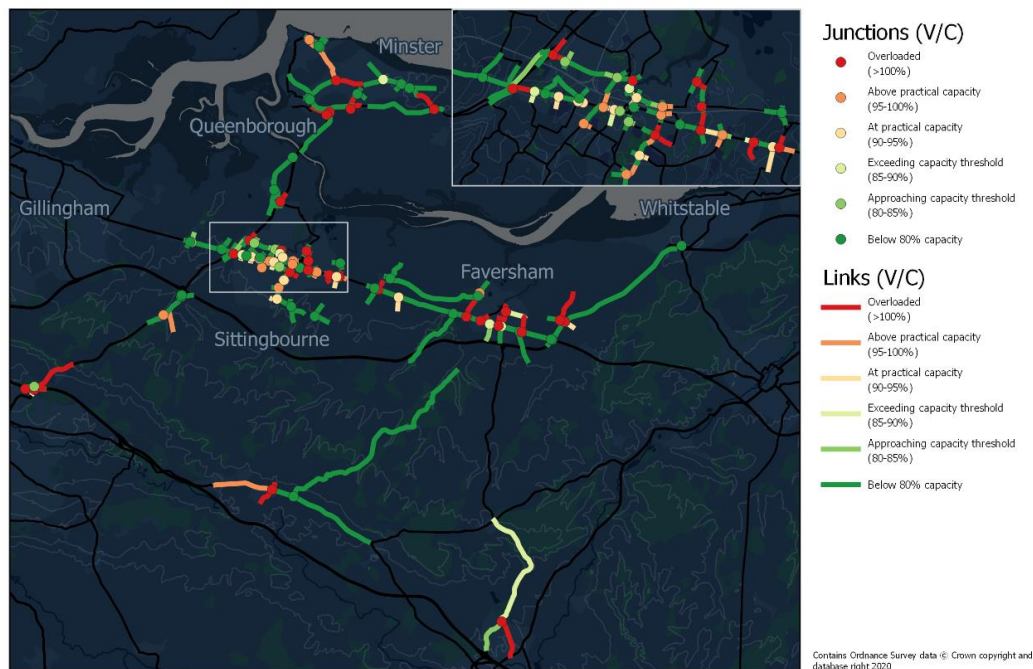 Minster
Queenborough
Gillingham
Whitstable
Faversham
Sittingbourne
Junctions (V/C)
Overloaded
(>100%)
Above practical capacity
(95-100%)
At practical capacity
(90-95%)
Exceeding capacity threshold
(85-90%)
Approaching capacity threshold
(80-85%)
Below 80% capacity
Links (V/C)
Overloaded
(>100%)
Above practical capacity
(95-100%)
At practical capacity
(90-95%)
Exceeding capacity threshold
(85-90%)
Approaching capacity threshold
(80-85%)
Below 80% capacity
Contains Ordnance Survey data © Crown copyright and
database right 2020